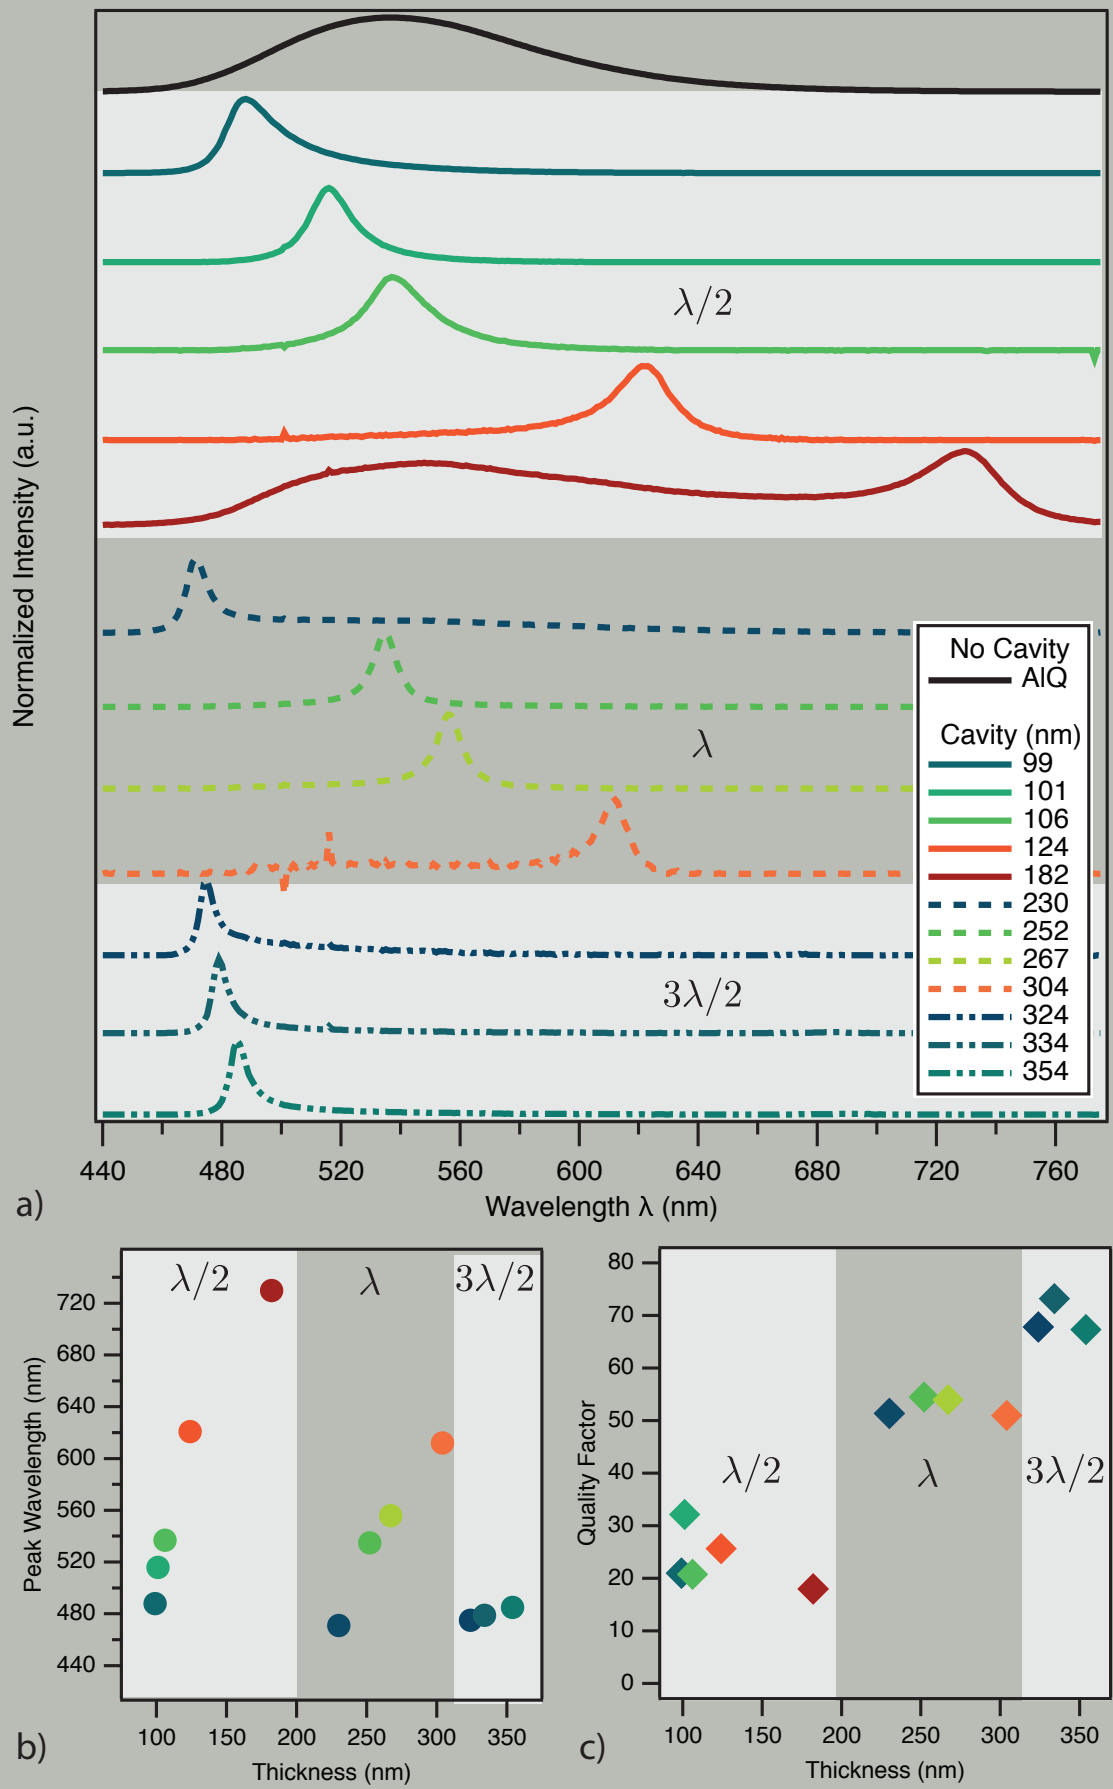 Normalized Intensity (a.u.)
λ/2
λ
3λ/2
No Cavity
AlQ
Cavity (nm)
99
101
106
124
182
230
252
267
304
324
334
354
440 480 520 560 600 640 680 720 760
Wavelength λ (nm)
a)
λ/2 λ 3λ/2
Peak Wavelength (nm)
720
680
640
600
560
520
480
440
100 150 200 250 300 350
Thickness (nm)
b)
Quality Factor
80
70
60
50
40
30
20
10
0
λ/2 λ 3λ/2
100 150 200 250 300 350
Thickness (nm)
c)